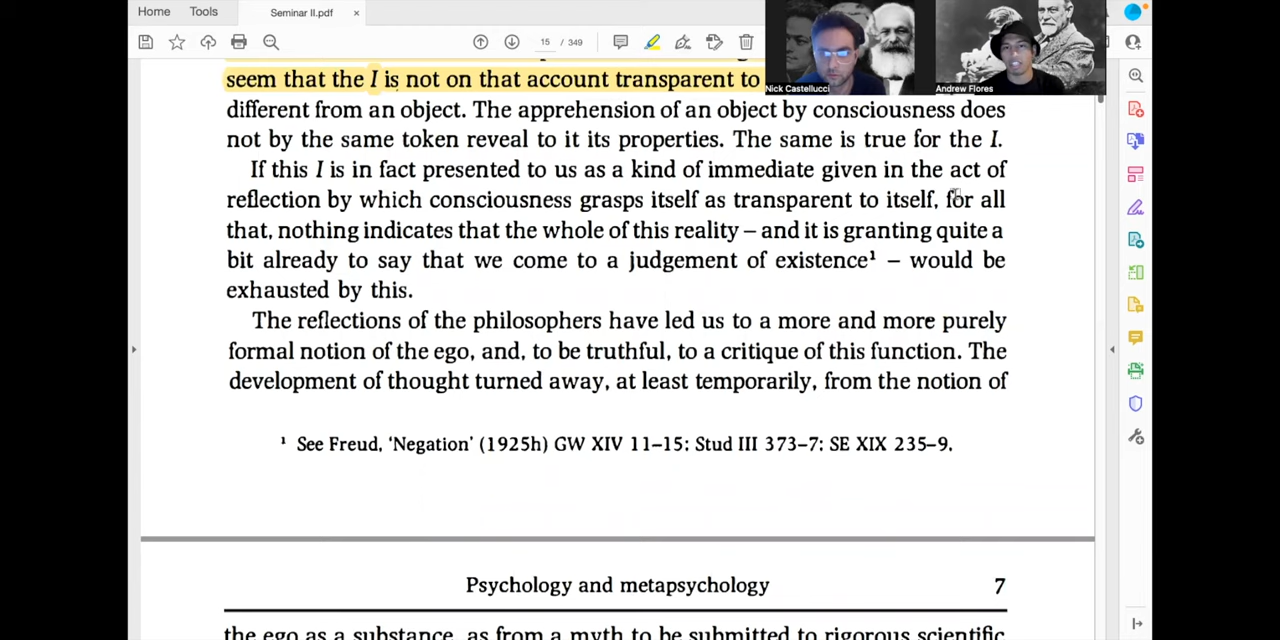 Home Tools Seminar II.pdf ×
15 / 349
Nick Castellucci
Andrew Flores
seem that the I is not on that account transparent to
different from an object. The apprehension of an object by consciousness does
not by the same token reveal to it its properties. The same is true for the I.
If this I is in fact presented to us as a kind of immediate given in the act of
reflection by which consciousness grasps itself as transparent to itself, for all
that, nothing indicates that the whole of this reality – and it is granting quite a
bit already to say that we come to a judgement of existence¹ – would be
exhausted by this.
The reflections of the philosophers have led us to a more and more purely
formal notion of the ego, and, to be truthful, to a critique of this function. The
development of thought turned away, at least temporarily, from the notion of
¹ See Freud, ‘Negation’ (1925h) GW XIV 11–15; Stud III 373–7; SE XIX 235–9.
Psychology and metapsychology 7
the ego as a substance, as from a myth to be submitted to rigorous scientific